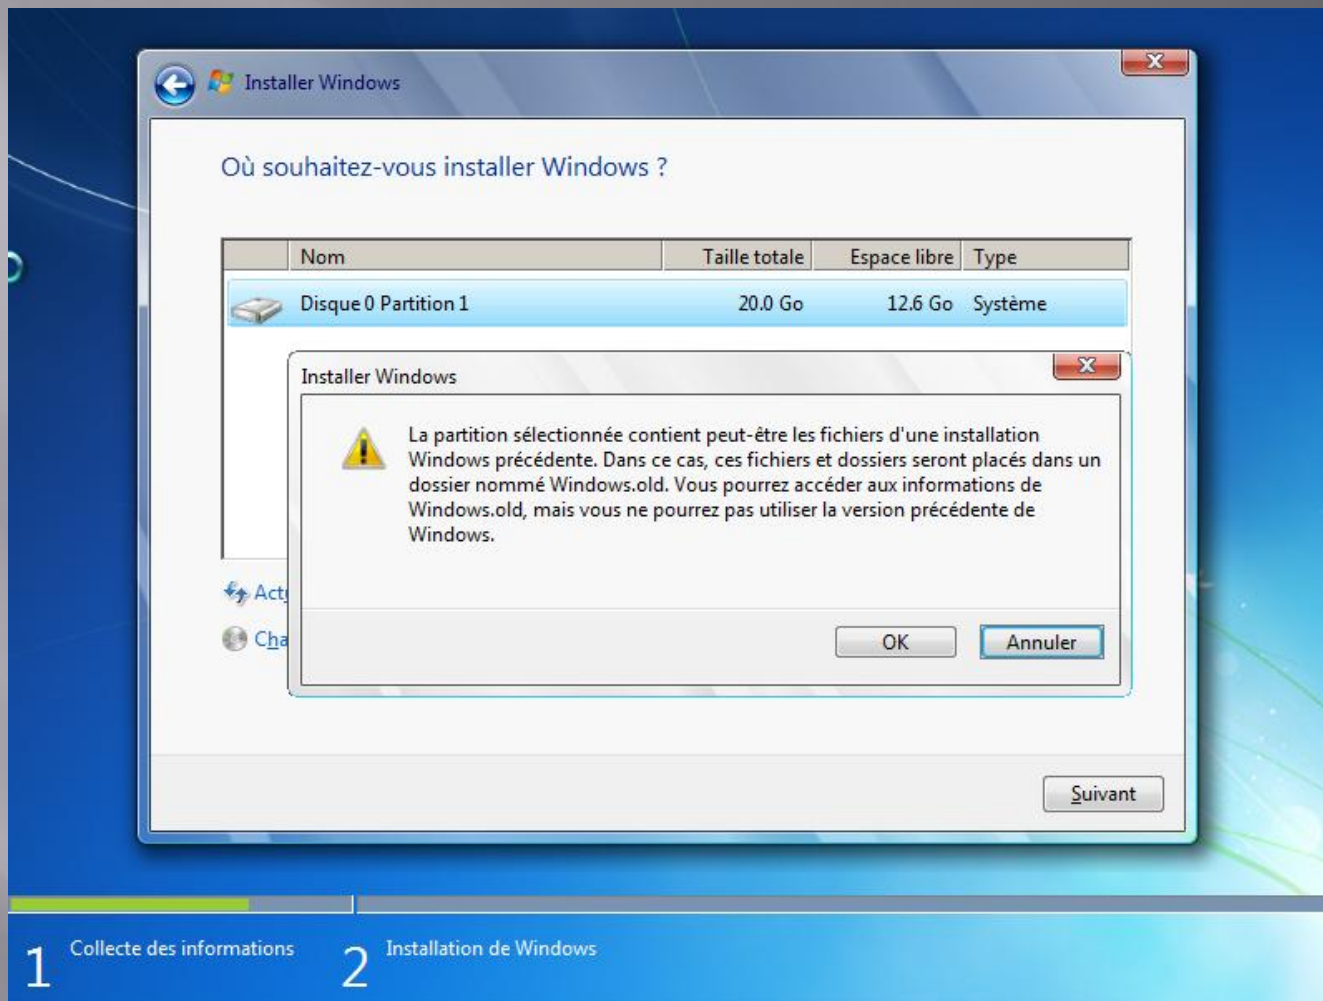 Installer Windows
Où souhaitez-vous installer Windows ?
Nom Taille totale Espace libre Type
Disque 0 Partition 1 20.0 Go 12.6 Go Système
Installer Windows
La partition sélectionnée contient peut-être les fichiers d'une installation
Windows précédente. Dans ce cas, ces fichiers et dossiers seront placés dans un
dossier nommé Windows.old. Vous pourrez accéder aux informations de
Windows.old, mais vous ne pourrez pas utiliser la version précédente de
Windows.
OK Annuler
Suivant
1 Collecte des informations 2 Installation de Windows